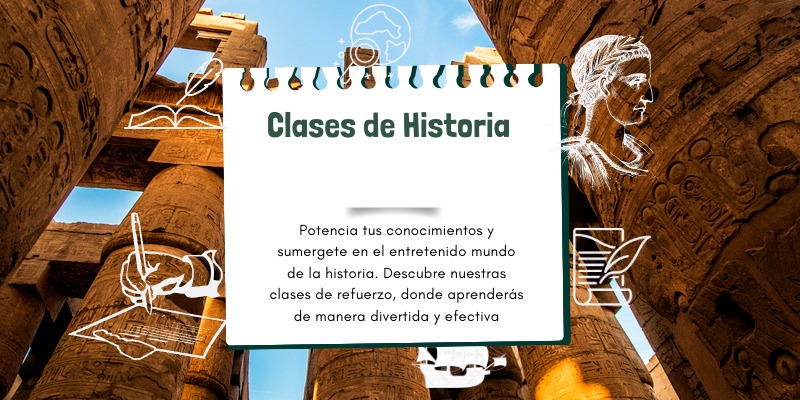 Clases de Historia
Potencia tus conocimientos y
sumergete en el entretenido mundo
de la historia. Descubre nuestras
clases de refuerzo, donde aprenderás
de manera divertida y efectiva